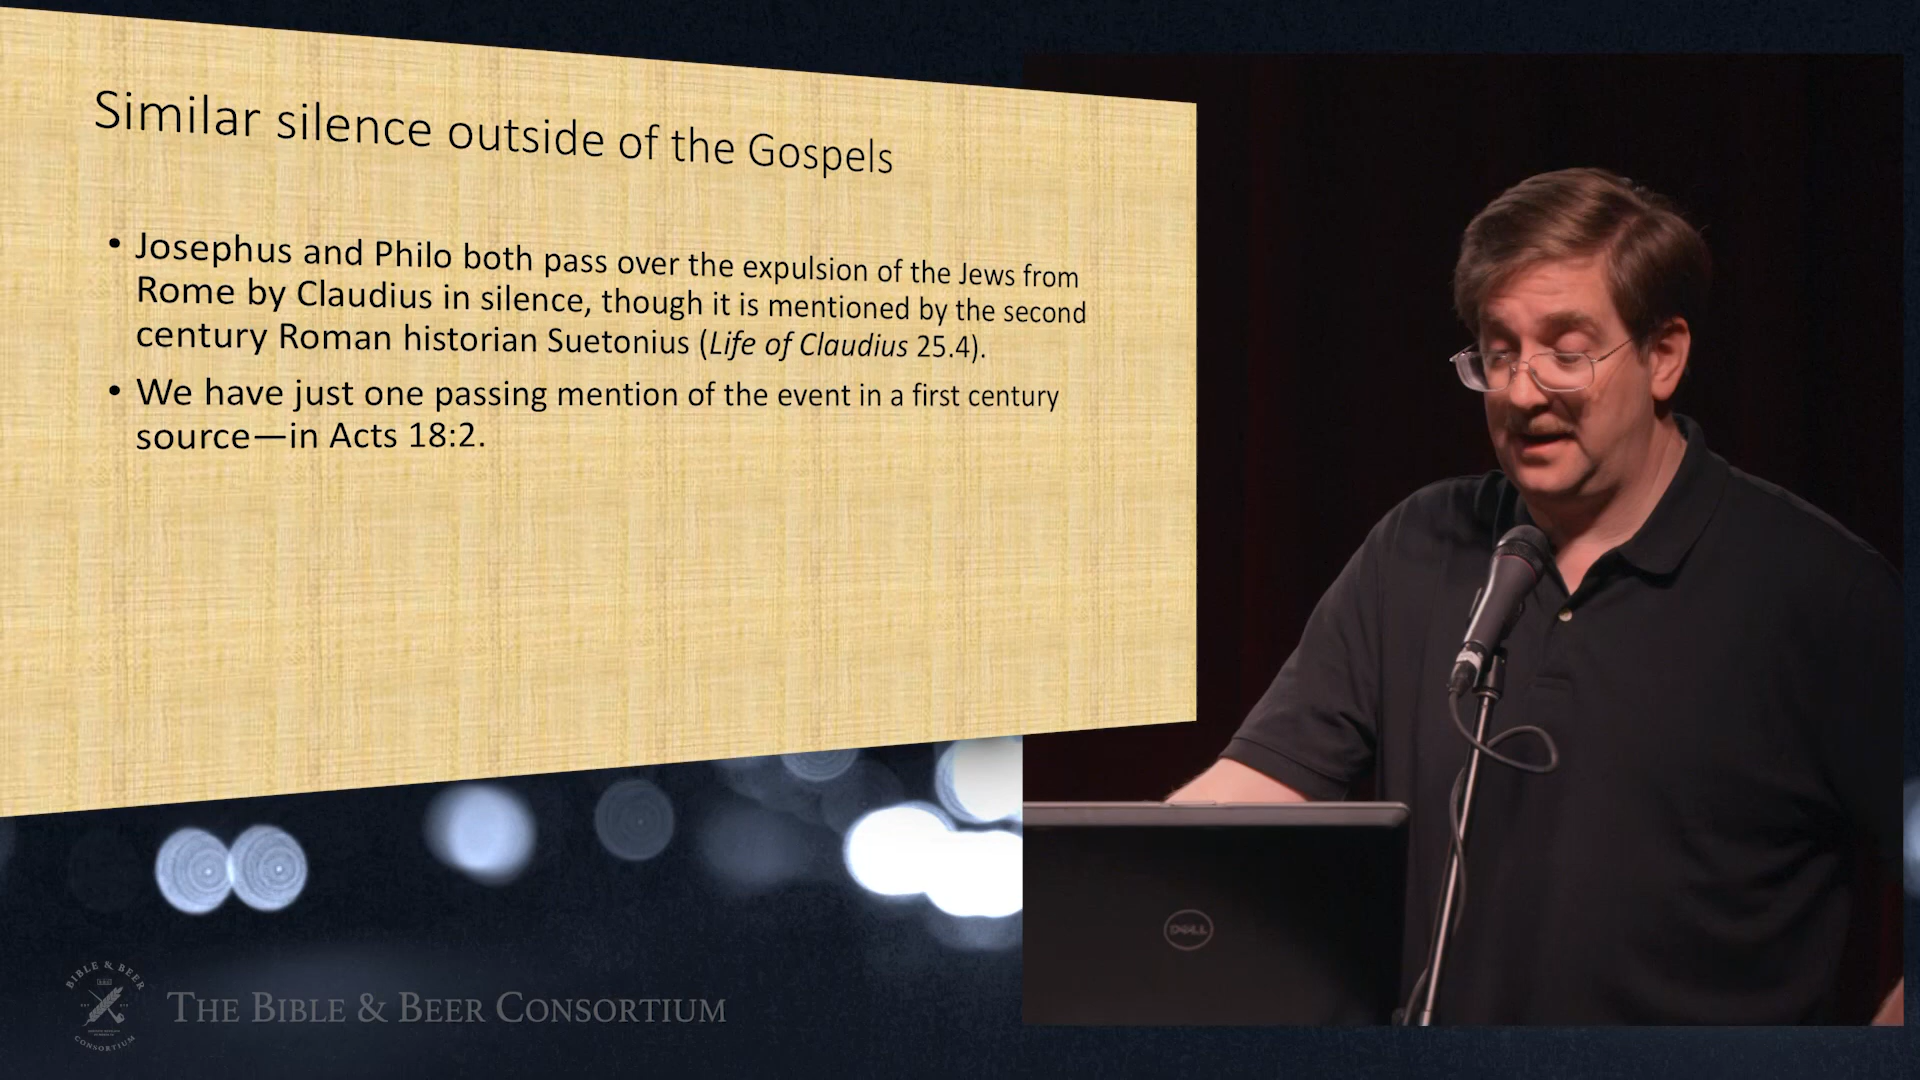 Similar silence outside of the Gospels
• Josephus and Philo both pass over the expulsion of the Jews from
Rome by Claudius in silence, though it is mentioned by the second
century Roman historian Suetonius (Life of Claudius 25.4).
• We have just one passing mention of the event in a first century
source—in Acts 18:2.
DELL
BIBLE & BEER
CONSORTIUM
THE BIBLE & BEER CONSORTIUM